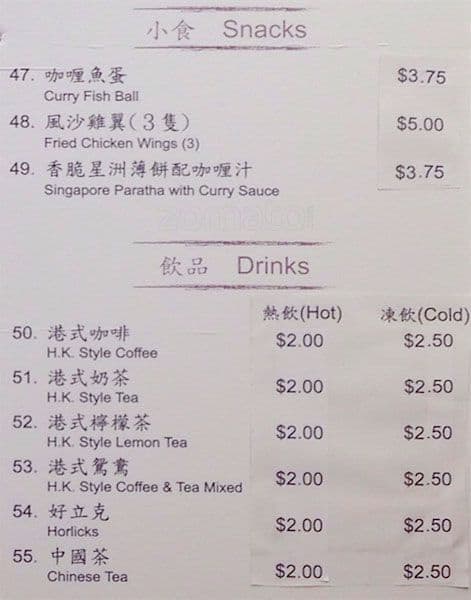 小食 Snacks
47. 咖喱魚蛋 $3.75
Curry Fish Ball
48. 風沙雞翼(3隻) $5.00
Fried Chicken Wings (3)
49. 香脆星洲薄餅配咖喱汁 $3.75
Singapore Paratha with Curry Sauce
zomato
飲品 Drinks
熱飲(Hot) 凍飲(Cold)
50. 港式咖啡 $2.00 $2.50
H.K. Style Coffee
51. 港式奶茶 $2.00 $2.50
H.K. Style Tea
52. 港式檸檬茶 $2.00 $2.50
H.K. Style Lemon Tea
53. 港式鴛鴦 $2.00 $2.50
H.K. Style Coffee & Tea Mixed
54. 好立克 $2.00 $2.50
Horlicks
55. 中國茶 $2.00 $2.50
Chinese Tea